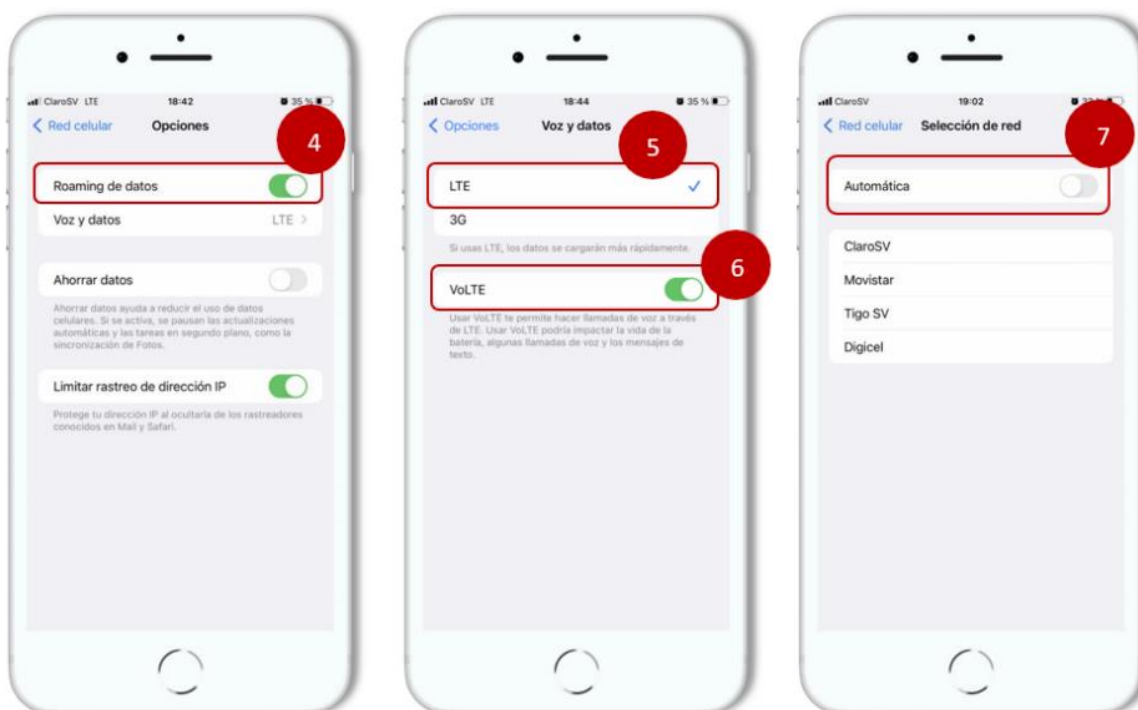 ClaroSV LTE 18:42 35 %
Red celular Opciones
4
Roaming de datos
Voz y datos LTE
Ahorrar datos
Ahorrar datos ayuda a reducir el uso de datos
celulares. Si se activa, se pausan las actualizaciones
automáticas y las tareas en segundo plano, como la
sincronización de Fotos.
Limitar rastreo de dirección IP
Protege tu dirección IP al ocultarla de los rastreadores
conocidos en Mail y Safari.
ClaroSV LTE 18:44 35 %
Opciones Voz y datos
5
LTE
3G
Si usas LTE, los datos se cargarán más rápidamente.
6
VoLTE
Usar VoLTE te permite hacer llamadas de voz a través
de LTE. Usar VoLTE podría impactar la vida de la
batería, algunas llamadas de voz y los mensajes de
texto.
ClaroSV 19:02
Red celular Selección de red
7
Automática
ClaroSV
Movistar
Tigo SV
Digicel